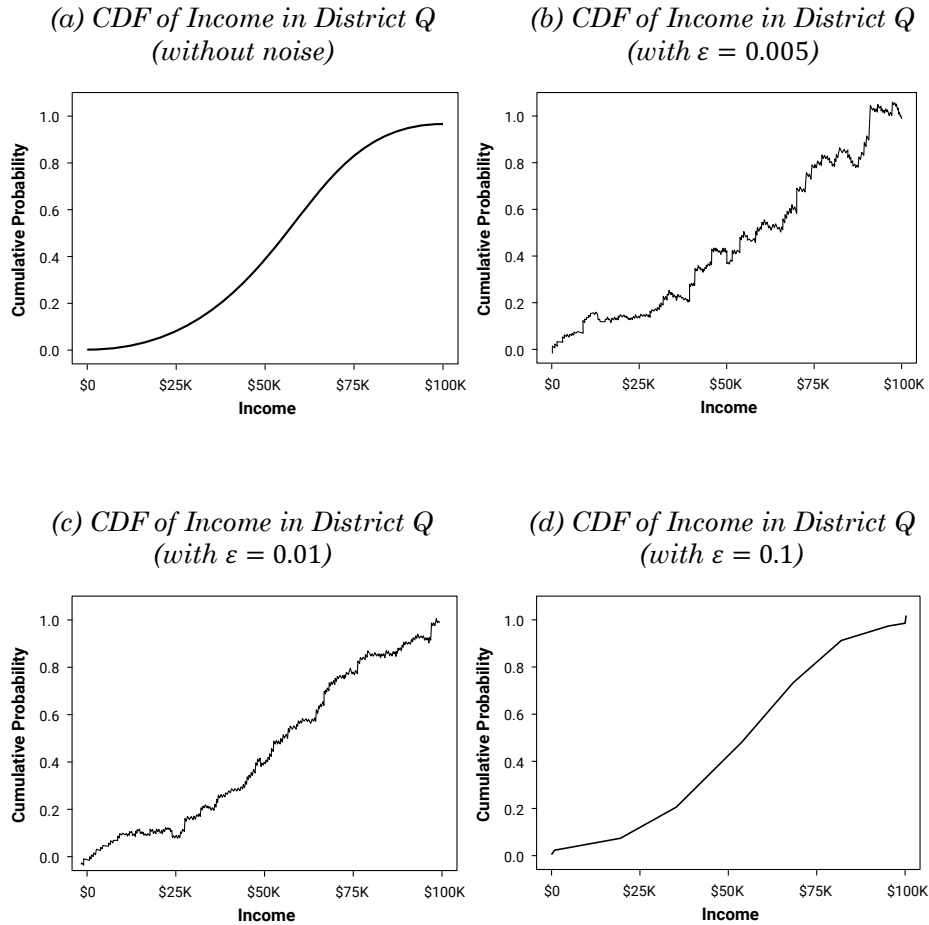 (a) CDF of Income in District Q
(without noise)
Cumulative Probability
1.0
0.8
0.6
0.4
0.2
0.0
$0 $25K $50K $75K $100K
Income
(b) CDF of Income in District Q
(with ε = 0.005)
Cumulative Probability
1.0
0.8
0.6
0.4
0.2
0.0
$0 $25K $50K $75K $100K
Income
(c) CDF of Income in District Q
(with ε = 0.01)
Cumulative Probability
1.0
0.8
0.6
0.4
0.2
0.0
$0 $25K $50K $75K $100K
Income
(d) CDF of Income in District Q
(with ε = 0.1)
Cumulative Probability
1.0
0.8
0.6
0.4
0.2
0.0
$0 $25K $50K $75K $100K
Income